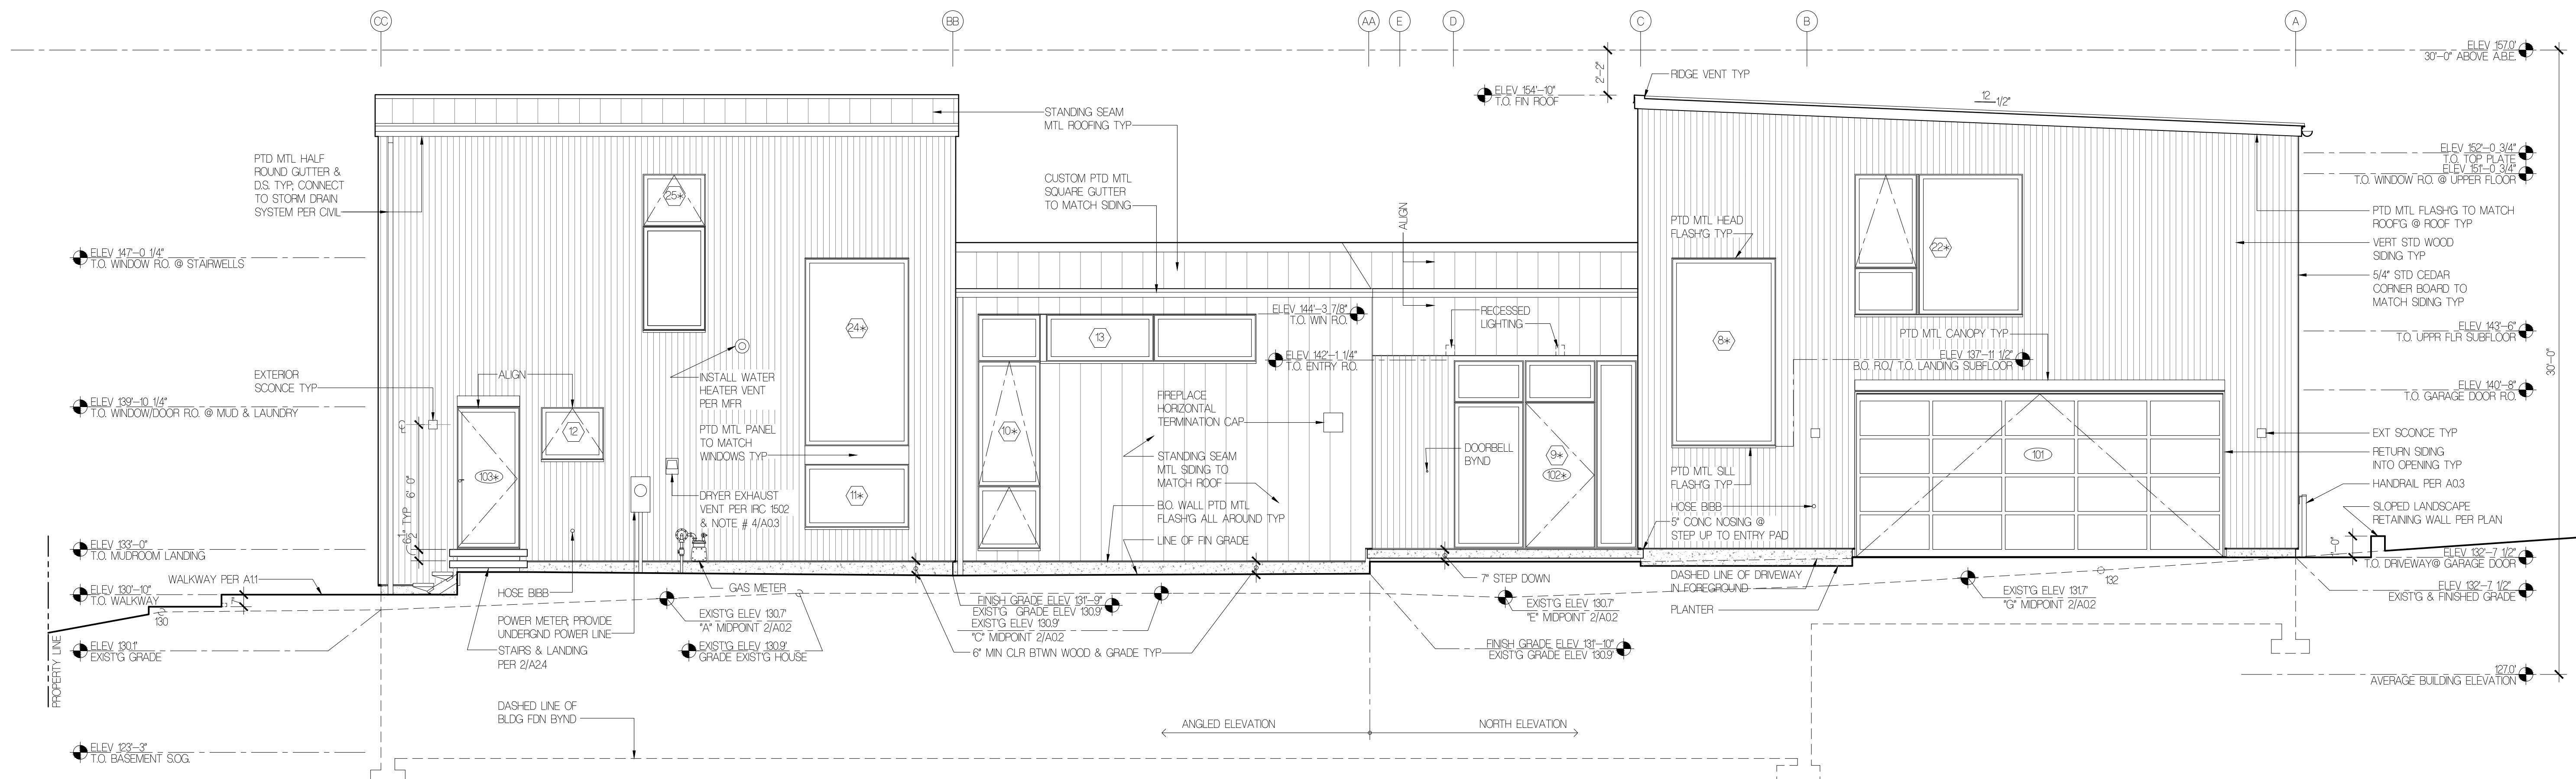 CC
BB
AA
E
D
C
B
A
ELEV 157.0'
30'-0" ABOVE A.B.E.
2'-2"
RIDGE VENT TYP
ELEV 154'-10"
T.O. FIN ROOF
12
1/2"
STANDING SEAM
MTL ROOFING TYP
PTD MTL HALF
ROUND GUTTER &
D.S. TYP; CONNECT
TO STORM DRAIN
SYSTEM PER CIVIL
CUSTOM PTD MTL
SQUARE GUTTER
TO MATCH SIDING
ELEV 152'-0 3/4"
T.O. TOP PLATE
ELEV 151'-0 3/4"
T.O. WINDOW R.O. @ UPPER FLOOR
25*
ALIGN
PTD MTL HEAD
FLASH'G TYP
22*
PTD MTL FLASH'G TO MATCH
ROOF'G @ ROOF TYP
VERT STD WOOD
SIDING TYP
5/4" STD CEDAR
CORNER BOARD TO
MATCH SIDING TYP
ELEV 147'-0 1/4"
T.O. WINDOW R.O. @ STAIRWELLS
24*
13
ELEV 144'-3 7/8"
T.O. WIN R.O.
RECESSED
LIGHTING
8*
PTD MTL CANOPY TYP
ELEV 143'-6"
T.O. UPPR FLR SUBFLOOR
ELEV 142'-1 1/4"
T.O. ENTRY R.O.
ELEV 137'-11 1/2"
B.O. R.O./ T.O. LANDING SUBFLOOR
30'-0"
EXTERIOR
SCONCE TYP
ALIGN
INSTALL WATER
HEATER VENT
PER MFR
FIREPLACE
HORIZONTAL
TERMINATION CAP
ELEV 140'-8"
T.O. GARAGE DOOR R.O.
ELEV 139'-10 1/4"
T.O. WINDOW/DOOR R.O. @ MUD & LAUNDRY
12
10*
PTD MTL PANEL
TO MATCH
WINDOWS TYP
STANDING SEAM
MTL SIDING TO
MATCH ROOF
DOORBELL
BYND
9*
102*
101
EXT SCONCE TYP
RETURN SIDING
INTO OPENING TYP
103*
6'-0"
TYP
6 1/2"
11*
DRYER EXHAUST
VENT PER IRC 1502
& NOTE # 4/A0.3
B.O. WALL PTD MTL
FLASH'G ALL AROUND TYP
LINE OF FIN GRADE
PTD MTL SILL
FLASH'G TYP
HOSE BIBB
5" CONC NOSING @
STEP UP TO ENTRY PAD
HANDRAIL PER A0.3
SLOPED LANDSCAPE
RETAINING WALL PER PLAN
ELEV 133'-0"
T.O. MUDROOM LANDING
WALKWAY PER A1.1
ELEV 130'-10"
T.O. WALKWAY
7"
130
HOSE BIBB
GAS METER
7" STEP DOWN
DASHED LINE OF DRIVEWAY
IN FOREGROUND
PLANTER
132
1'-0"
ELEV 132'-7 1/2"
T.O. DRIVEWAY@ GARAGE DOOR
ELEV 132'-7 1/2"
EXIST'G & FINISHED GRADE
FINISH GRADE ELEV 131'-9"
EXIST'G GRADE ELEV 130.9'
EXIST'G ELEV 130.9'
"C" MIDPOINT 2/A0.2
EXIST'G ELEV 130.7'
"A" MIDPOINT 2/A0.2
EXIST'G ELEV 130.7'
"E" MIDPOINT 2/A0.2
EXIST'G ELEV 131.7'
"G" MIDPOINT 2/A0.2
POWER METER; PROVIDE
UNDERGND POWER LINE
STAIRS & LANDING
PER 2/A2.4
EXIST'G ELEV 130.9'
GRADE EXIST'G HOUSE
6" MIN CLR BTWN WOOD & GRADE TYP
FINISH GRADE ELEV 131'-10"
EXIST'G GRADE ELEV 130.9'
ELEV 130.1'
EXIST'G GRADE
PROPERTY LINE
127.0'
AVERAGE BUILDING ELEVATION
DASHED LINE OF
BLDG FDN BYND
ANGLED ELEVATION
NORTH ELEVATION
ELEV 123'-3"
T.O. BASEMENT S.O.G.